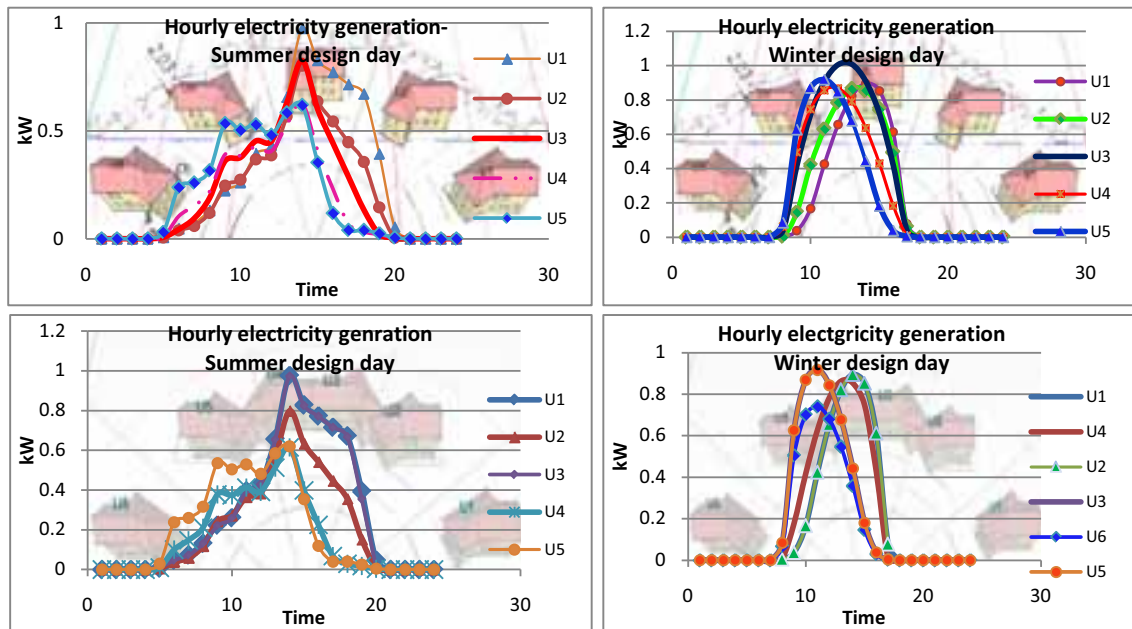 Hourly electricity generation-
Summer design day
1
0.5
0
kW
0
10
20
30
Time
U1
U2
U3
U4
U5
Hourly electricity generation
Winter design day
1.2
1
0.8
0.6
0.4
0.2
0
kW
0
10
20
30
Time
U1
U2
U3
U4
U5
Hourly electricity genration
Summer design day
1.2
1
0.8
0.6
0.4
0.2
0
kW
0
10
20
30
Time
U1
U2
U3
U4
U5
Hourly electgricity generation
Winter design day
1
0.8
0.6
0.4
0.2
0
kW
0
10
20
30
Time
U1
U4
U2
U3
U6
U5